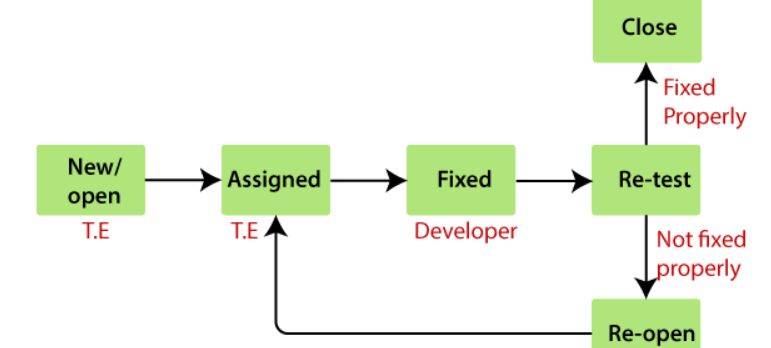 Close
Fixed
Properly
New/
open
Assigned
Fixed
Re-test
T.E
T.E
Developer
Not fixed
properly
Re-open